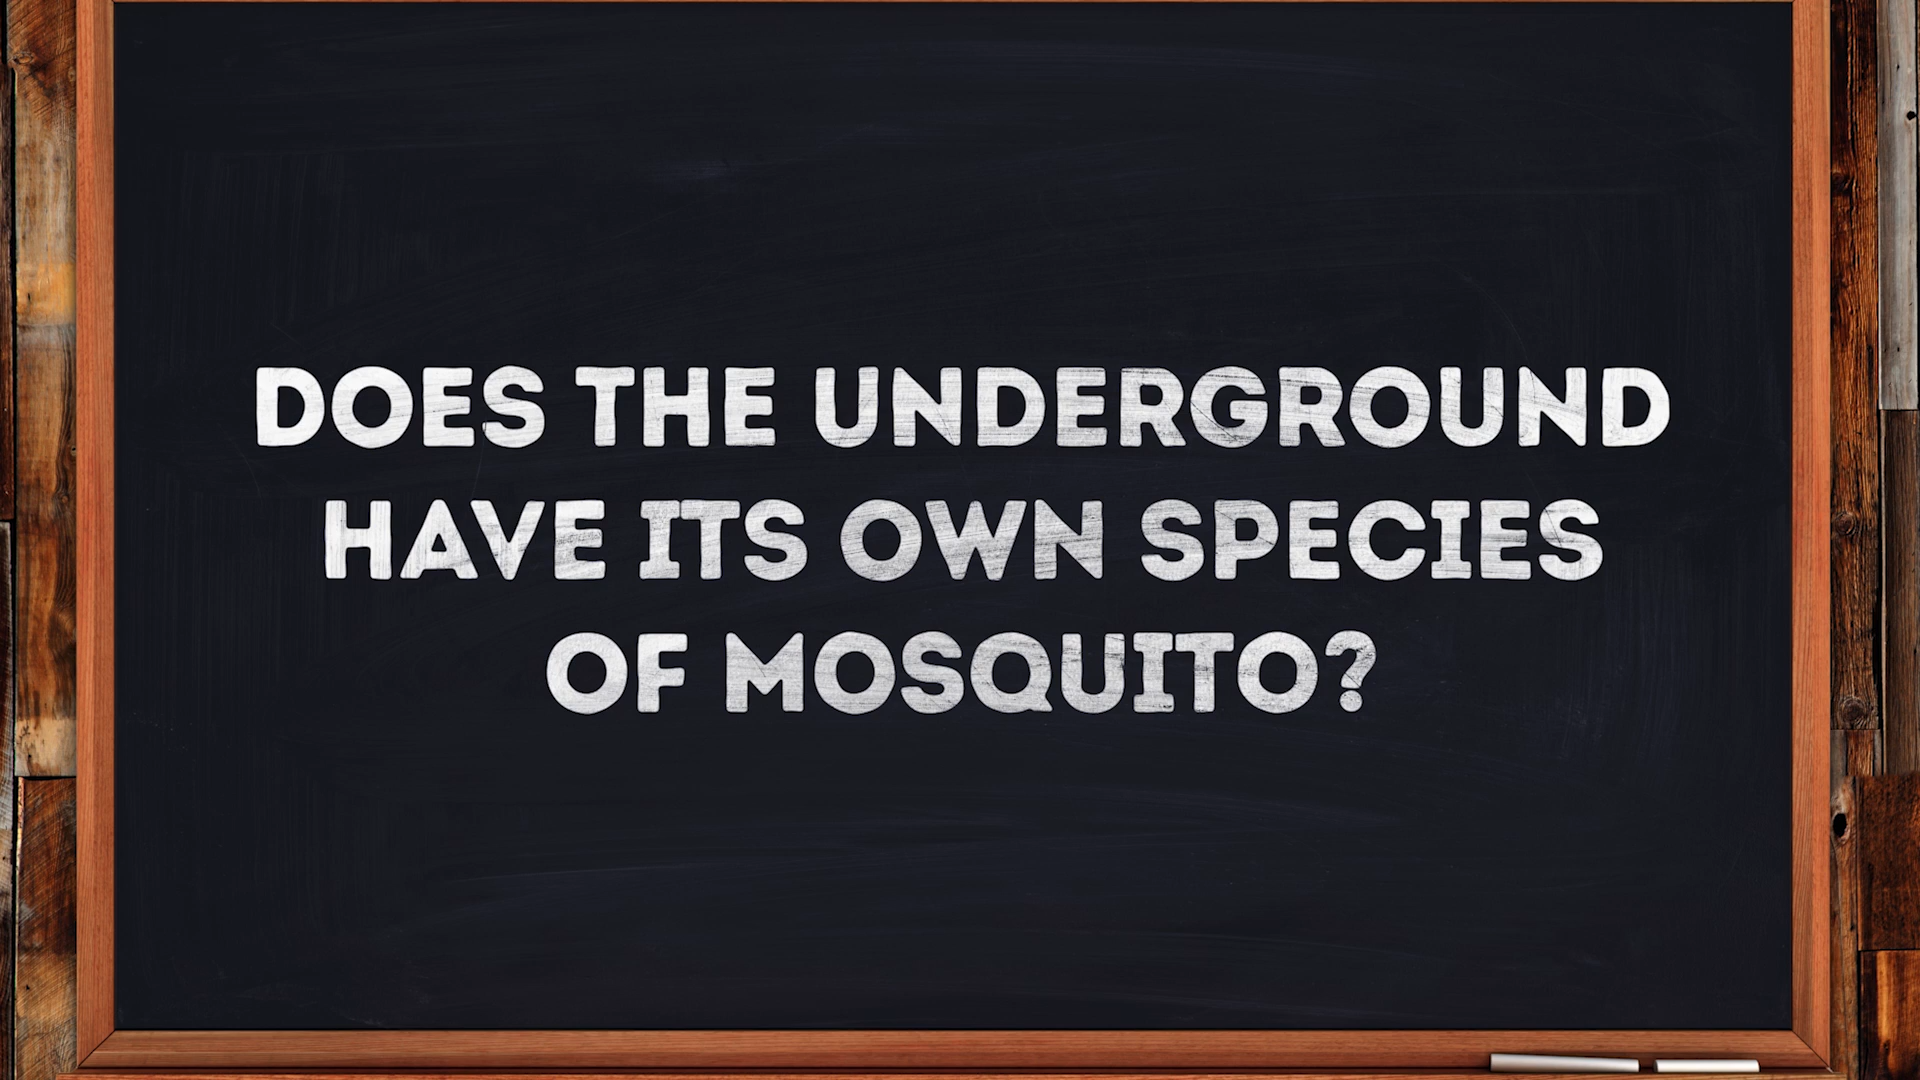 DOES THE UNDERGROUND
HAVE ITS OWN SPECIES
OF MOSQUITO?